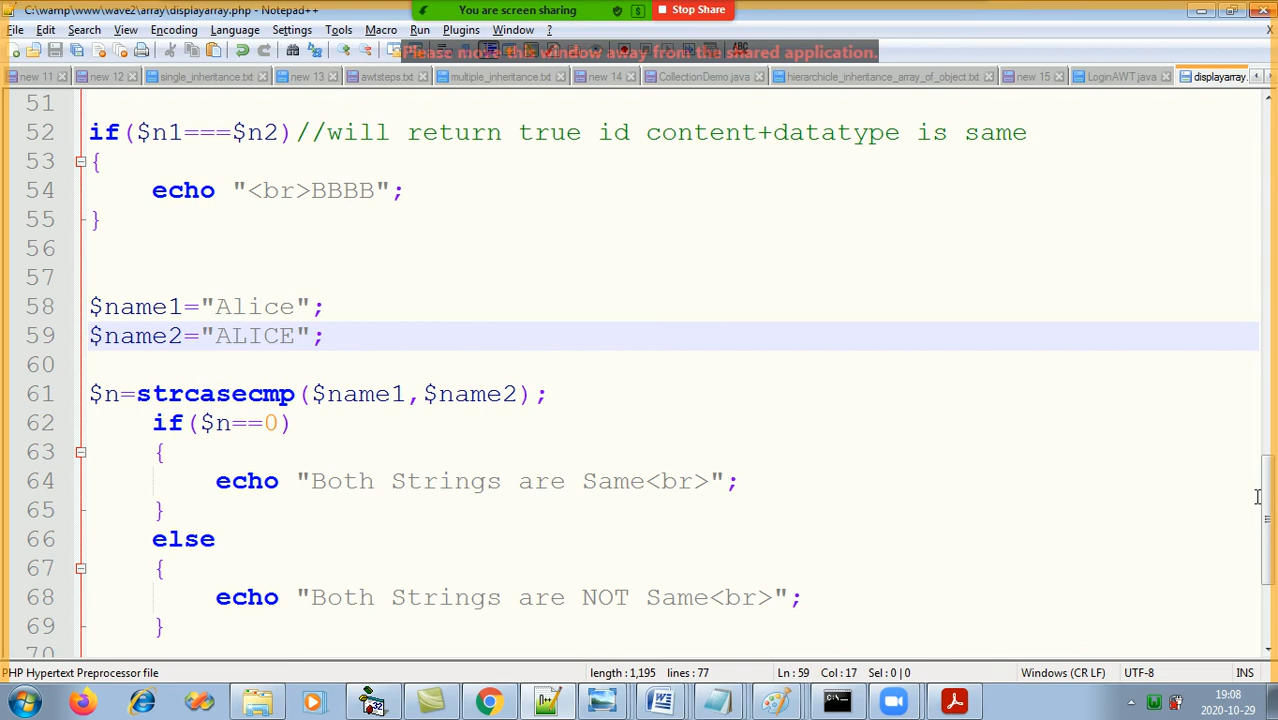 C:\wamp\www\wave2\array\displayarray.php - Notepad++
You are screen sharing
Stop Share
File Edit Search View Encoding Language Settings Tools Macro Run Plugins Window ? X
Please move this window away from the shared application.
new 11 new 12 single_inheritance.txt new 13 awtsteps.txt multiple_inheritance.txt new 14 CollectionDemo.java hierarchicle_inheritance_array_of_object.txt new 15 LoginAWT.java displayarray.
51
52 if($n1===$n2)//will return true id content+datatype is same
53 {
54 echo "<br>BBBB";
55 }
56
57
58 $name1="Alice";
59 $name2="ALICE";
60
61 $n=strcasecmp($name1,$name2);
62 if($n==0)
63 {
64 echo "Both Strings are Same<br>";
65 }
66 else
67 {
68 echo "Both Strings are NOT Same<br>";
69 }
70
PHP Hypertext Preprocessor file length : 1,195 lines : 77 Ln : 59 Col : 17 Sel : 0 | 0 Windows (CR LF) UTF-8 INS
19:08
2020-10-29